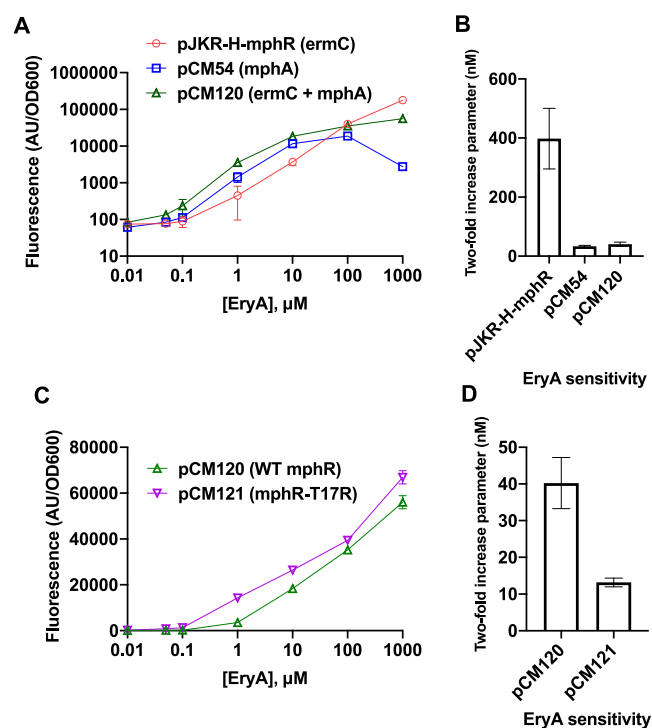 A
pJKR-H-mphR (ermC)
pCM54 (mphA)
pCM120 (ermC + mphA)
Fluorescence (AU/OD600)
1000000
100000
10000
1000
100
10
0.01 0.1 1 10 100 1000
[EryA], µM
B
Two-fold increase parameter (nM)
600
400
200
0
pJKR-H-mphR
pCM54
pCM120
EryA sensitivity
C
pCM120 (WT mphR)
pCM121 (mphR-T17R)
Fluorescence (AU/OD600)
80000
60000
40000
20000
0
0.01 0.1 1 10 100 1000
[EryA], µM
D
Two-fold increase parameter (nM)
50
40
30
20
10
0
pCM120
pCM121
EryA sensitivity